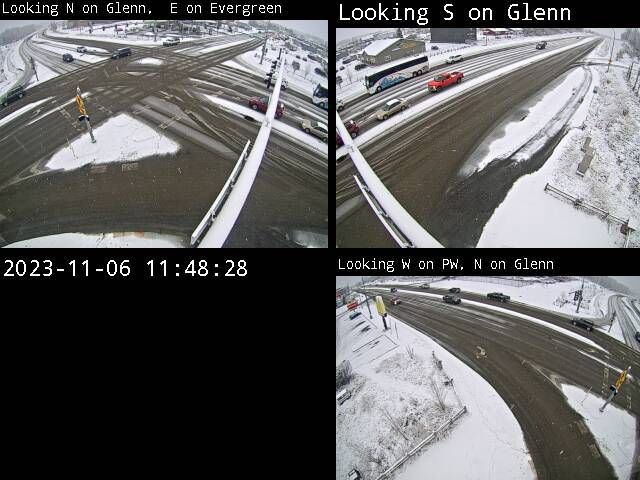 Looking N on Glenn,  E on Evergreen
Looking S on Glenn
2023-11-06 11:48:28
Looking W on PW, N on Glenn